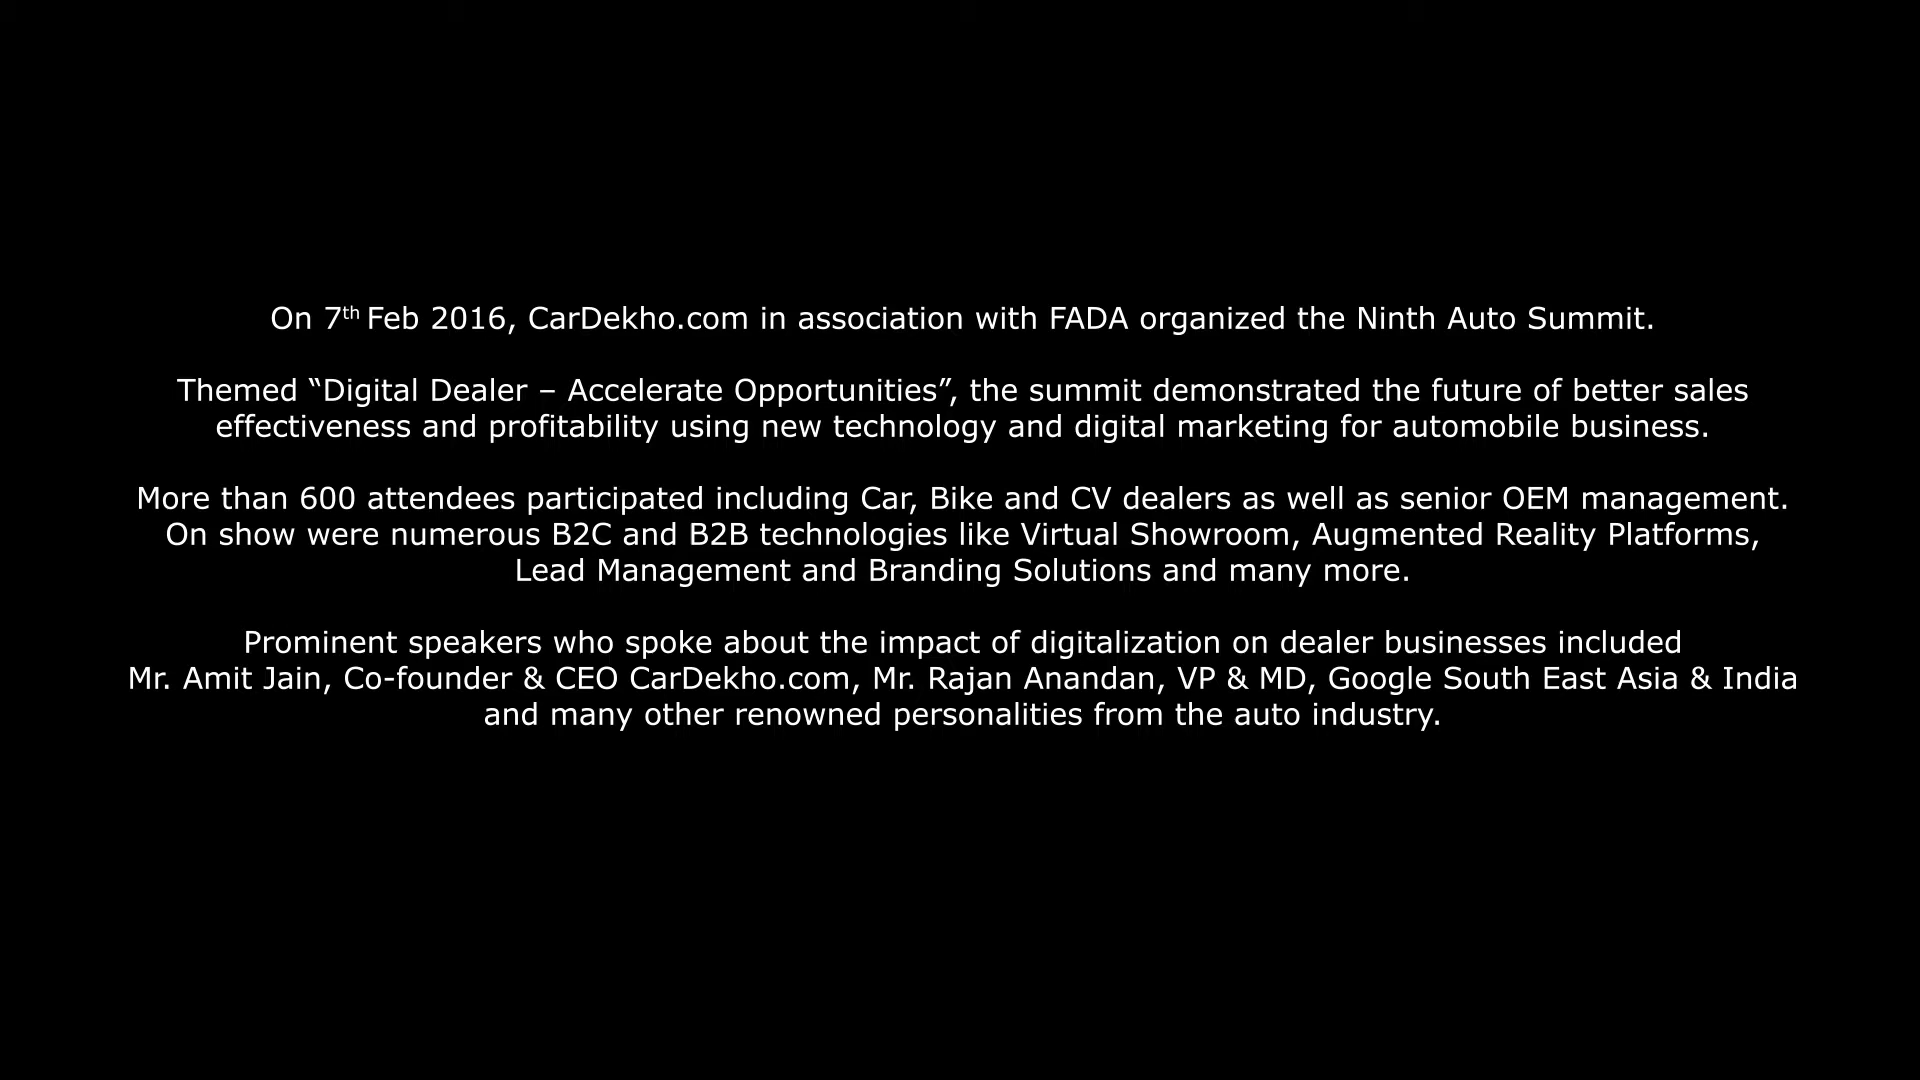 On 7th Feb 2016, CarDekho.com in association with FADA organized the Ninth Auto Summit.
Themed “Digital Dealer – Accelerate Opportunities”, the summit demonstrated the future of better sales
effectiveness and profitability using new technology and digital marketing for automobile business.
More than 600 attendees participated including Car, Bike and CV dealers as well as senior OEM management.
On show were numerous B2C and B2B technologies like Virtual Showroom, Augmented Reality Platforms,
Lead Management and Branding Solutions and many more.
Prominent speakers who spoke about the impact of digitalization on dealer businesses included
Mr. Amit Jain, Co-founder & CEO CarDekho.com, Mr. Rajan Anandan, VP & MD, Google South East Asia & India
and many other renowned personalities from the auto industry.